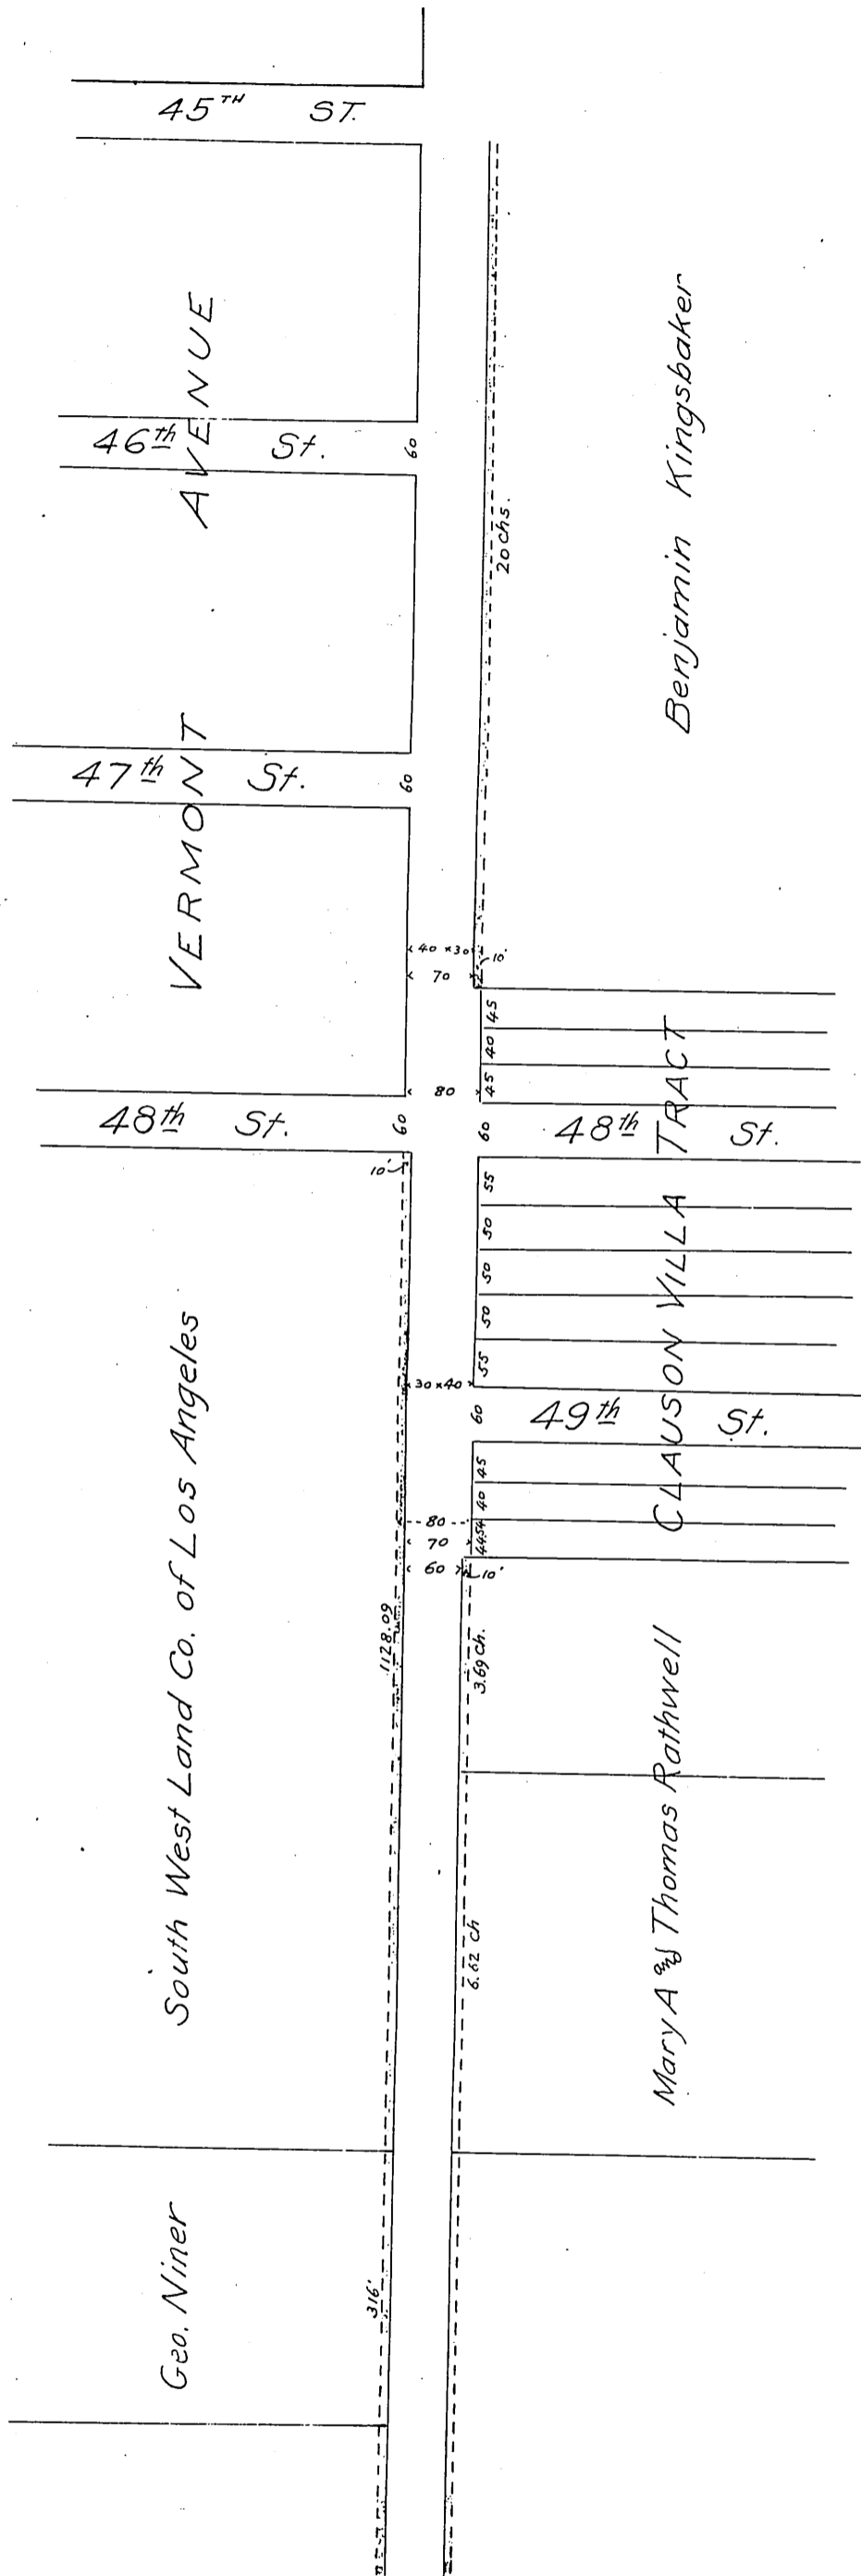 45TH ST.
VERMONT AVENUE
46th St.
60
20 chs.
Benjamin Kingsbaker
47th St.
60
40 x 30
10'
70
45
40
45
80
48th St.
60
60
48th St.
CLAUSON VILLA TRACT
10'
55
50
50
50
55
South West Land Co. of Los Angeles
30 x 40
60
49th St.
45
40
44.54
80
70
60
10'
1128.09
3.69 ch.
Mary A and Thomas Rathwell
6.62 ch
Geo. Niner
316'